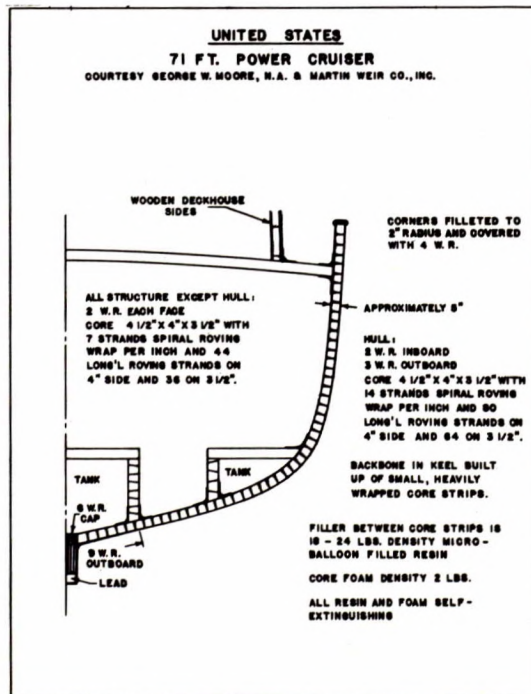 UNITED STATES
71 FT. POWER CRUISER
COURTESY GEORGE W. MOORE, N.A. & MARTIN WEIR CO., INC.
WOODEN DECKHOUSE
SIDES
CORNERS FILLETED TO
2" RADIUS AND COVERED
WITH 4 W.R.
ALL STRUCTURE EXCEPT HULL:
2 W.R. EACH FACE
CORE 4 1/2" X 4" X 3 1/2" WITH
7 STRANDS SPIRAL ROVING
WRAP PER INCH AND 44
LONG'L ROVING STRANDS ON
4" SIDE AND 36 ON 3 1/2".
APPROXIMATELY 5"
HULL:
2 W.R. INBOARD
3 W.R. OUTBOARD
CORE 4 1/2" X 4" X 3 1/2" WITH
14 STRANDS SPIRAL ROVING
WRAP PER INCH AND 80
LONG'L ROVING STRANDS ON
4" SIDE AND 64 ON 3 1/2".
BACKBONE IN KEEL BUILT
UP OF SMALL, HEAVILY
WRAPPED CORE STRIPS.
TANK
TANK
6 W.R.
CAP
9 W.R.
OUTBOARD
LEAD
FILLER BETWEEN CORE STRIPS IS
18 - 24 LBS. DENSITY MICRO-
BALLOON FILLED RESIN
CORE FOAM DENSITY 2 LBS.
ALL RESIN AND FOAM SELF-
EXTINGUISHING